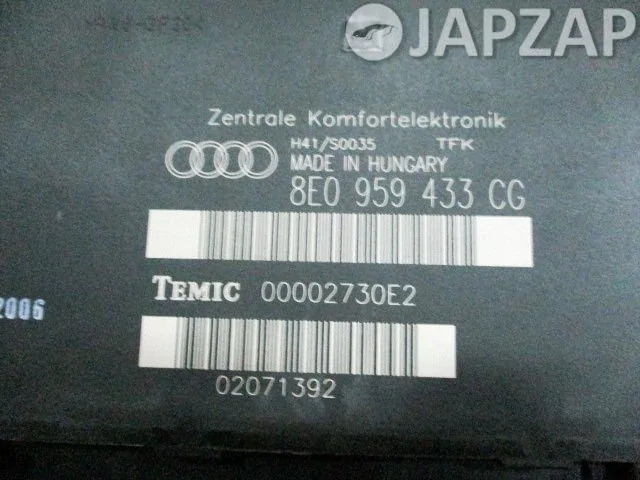 JAPZAP
Zentrale Komfortelektronik
H41/S0035 TFK
MADE IN HUNGARY
8E0 959 433 CG
TEMIC 00002730E2
2006
02071392